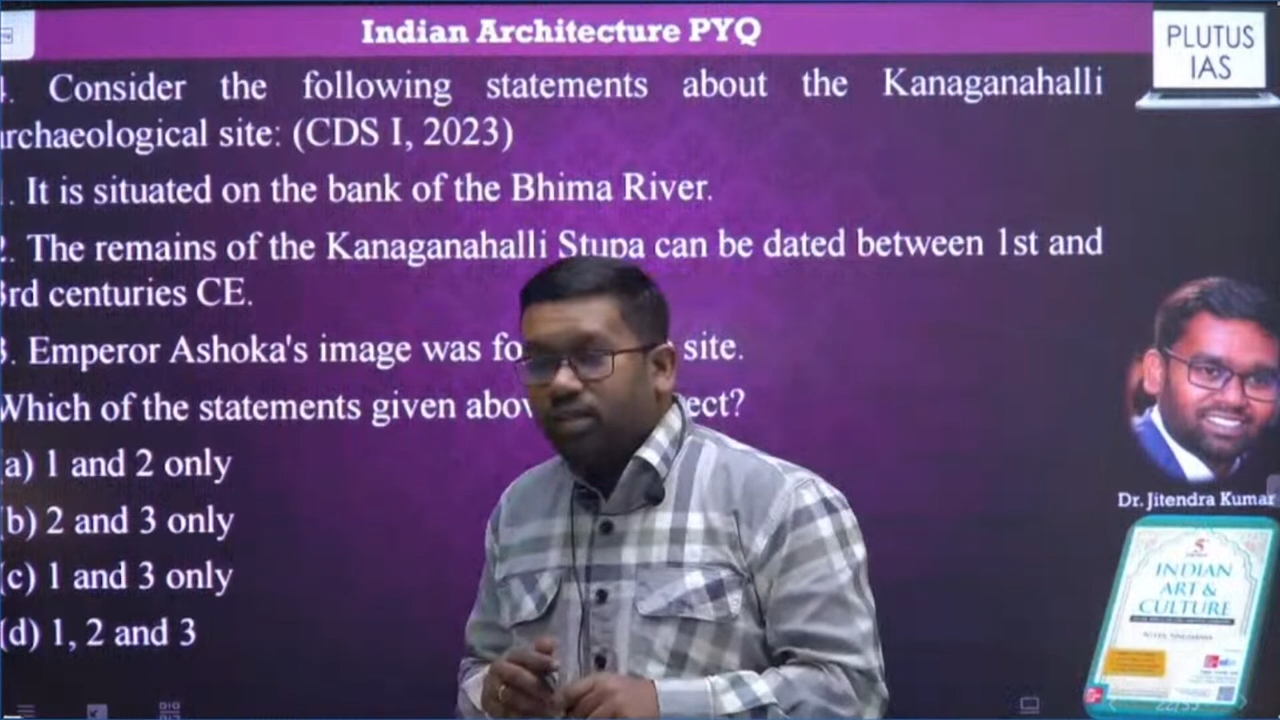 Indian Architecture PYQ
PLUTUS
IAS
. Consider the following statements about the Kanaganahalli
rchaeological site: (CDS I, 2023)
. It is situated on the bank of the Bhima River.
2. The remains of the Kanaganahalli Stupa can be dated between 1st and
3rd centuries CE.
3. Emperor Ashoka's image was fo site.
Which of the statements given abov ect?
(a) 1 and 2 only
(b) 2 and 3 only
(c) 1 and 3 only
(d) 1, 2 and 3
Dr. Jitendra Kumar
INDIAN
ART &
CULTURE